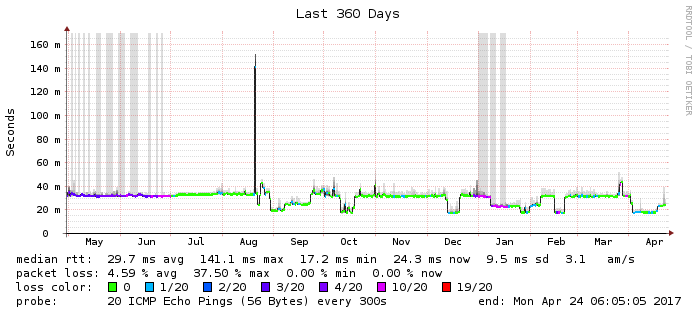 Last 360 Days
RRDTOOL / TOBI OETIKER
Seconds
160 m
140 m
120 m
100 m
80 m
60 m
40 m
20 m
0
May Jun Jul Aug Sep Oct Nov Dec Jan Feb Mar Apr
median rtt: 29.7 ms avg 141.1 ms max 17.2 ms min 24.3 ms now 9.5 ms sd 3.1 am/s
packet loss: 4.59 % avg 37.50 % max 0.00 % min 0.00 % now
loss color: 0 1/20 2/20 3/20 4/20 10/20 19/20
probe: 20 ICMP Echo Pings (56 Bytes) every 300s end: Mon Apr 24 06:05:05 2017